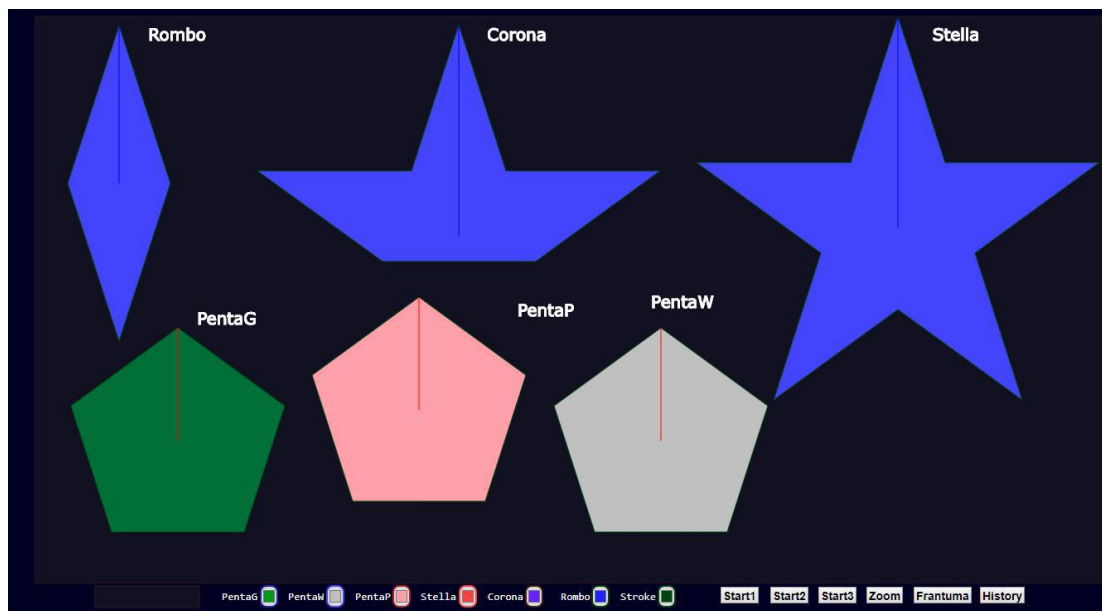 Rombo
Corona
Stella
PentaG
PentaP
PentaW
PentaG PentaW PentaP Stella Corona Rombo Stroke Start1 Start2 Start3 Zoom Frantuma History